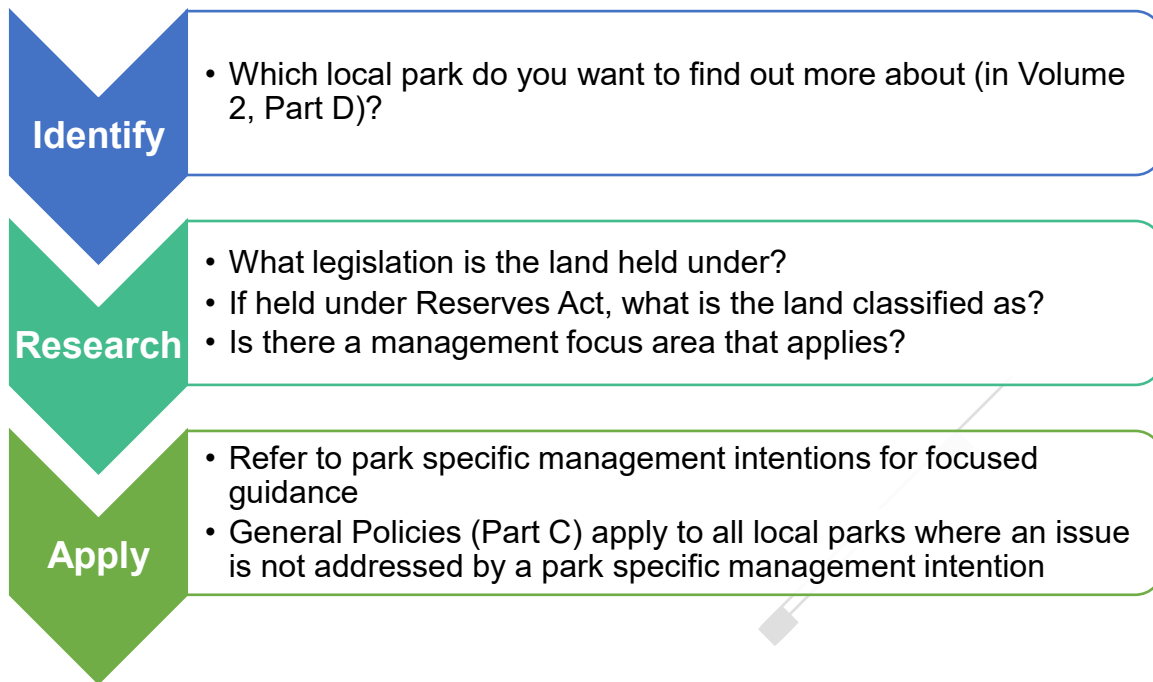 Identify
• Which local park do you want to find out more about (in Volume
2, Part D)?
Research
• What legislation is the land held under?
• If held under Reserves Act, what is the land classified as?
• Is there a management focus area that applies?
Apply
• Refer to park specific management intentions for focused
guidance
• General Policies (Part C) apply to all local parks where an issue
is not addressed by a park specific management intention